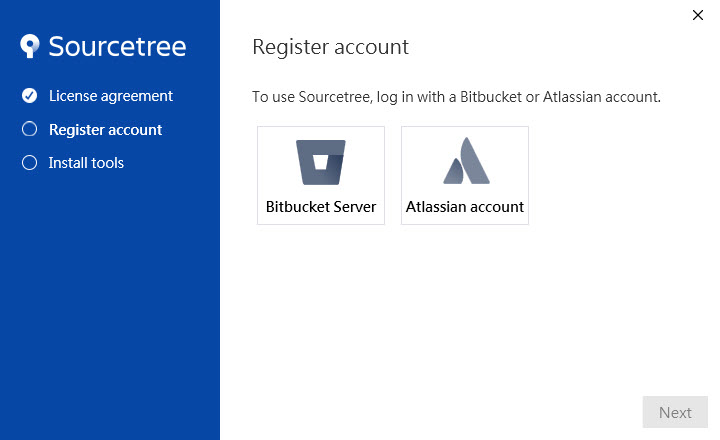 Sourcetree
License agreement
Register account
Install tools
Register account
To use Sourcetree, log in with a Bitbucket or Atlassian account.
Bitbucket Server
Atlassian account
Next